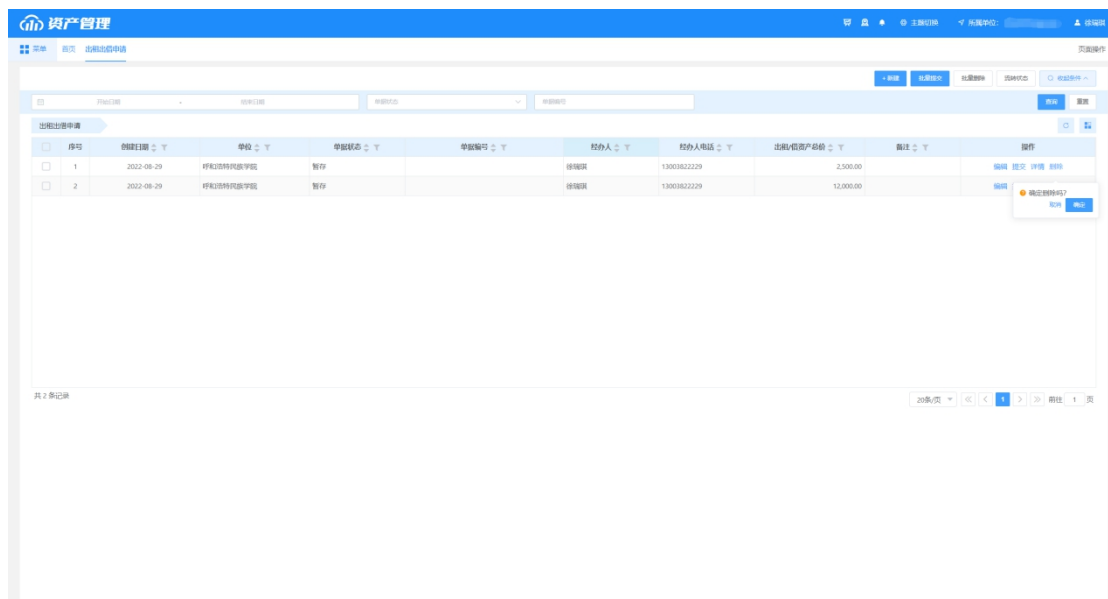 资产管理
主题切换 所属单位: 徐瑞琪
菜单 首页 出租出借申请 页面操作
+新建 批量提交 批量删除 流转状态 收起条件
开始日期 - 结束日期 单据状态 单据编号 查询 重置
出租出借申请
序号 创建日期 单位 单据状态 单据编号 经办人 经办人电话 出租/借资产总价 备注 操作
1 2022-08-29 呼和浩特民族学院 暂存 徐瑞琪 13003822229 2,500.00 编辑 提交 详情 删除
2 2022-08-29 呼和浩特民族学院 暂存 徐瑞琪 13003822229 12,000.00 编辑
确定删除吗?
取消 确定
共 2 条记录
20条/页 1 前往 1 页